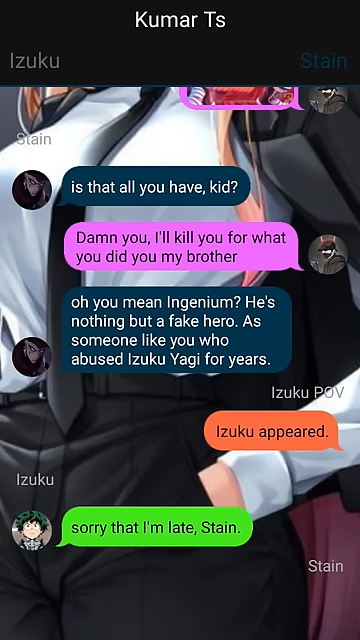 Kumar Ts
Izuku
Stain
Stain
is that all you have, kid?
Damn you, I'll kill you for what
you did you my brother
oh you mean Ingenium? He's
nothing but a fake hero. As
someone like you who
abused Izuku Yagi for years.
Izuku POV
Izuku appeared.
Izuku
sorry that I'm late, Stain.
Stain